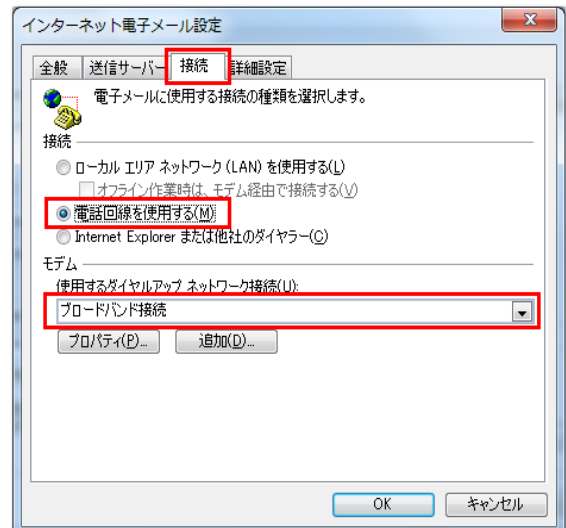 インターネット電子メール設定
全般 送信サーバー 接続 詳細設定
電子メールに使用する接続の種類を選択します。
接続
ローカル エリア ネットワーク (LAN) を使用する(L)
オフライン作業時は、モデム経由で接続する(V)
電話回線を使用する(M)
Internet Explorer または他社のダイヤラー(C)
モデム
使用するダイヤルアップ ネットワーク接続(U):
ブロードバンド接続
プロパティ(P)... 追加(D)...
OK キャンセル